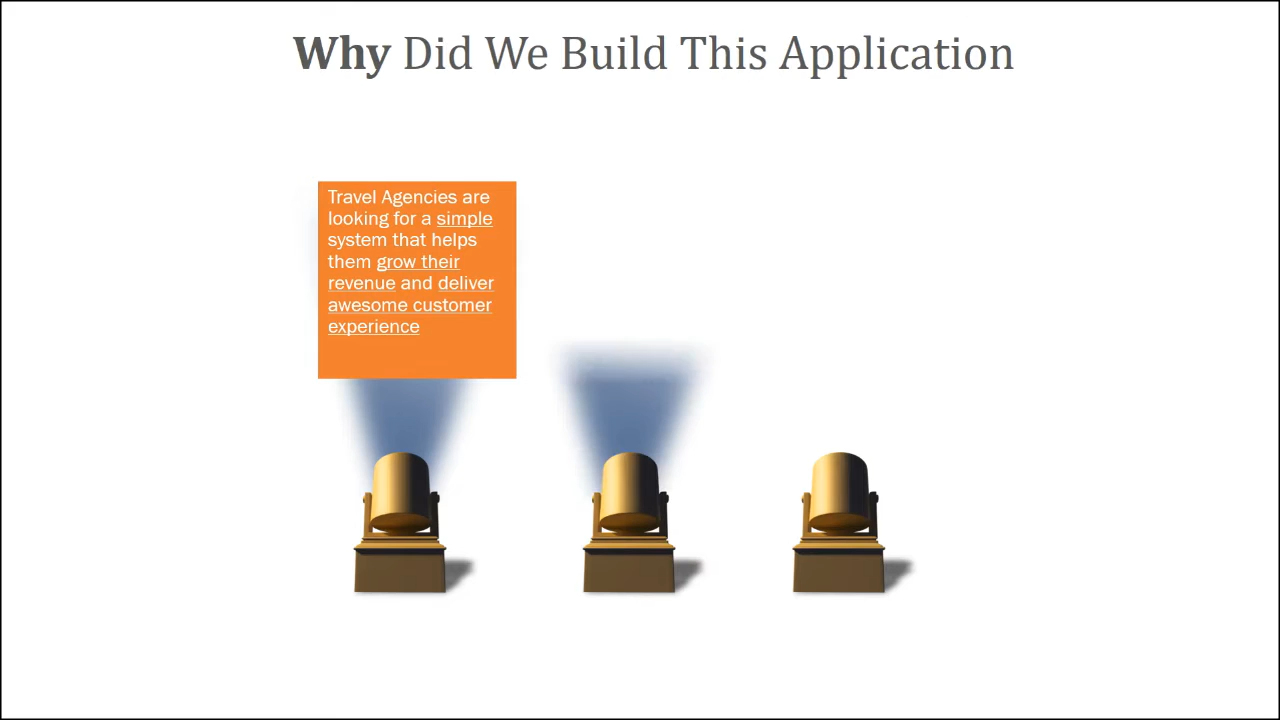 Why Did We Build This Application
Travel Agencies are
looking for a simple
system that helps
them grow their
revenue and deliver
awesome customer
experience